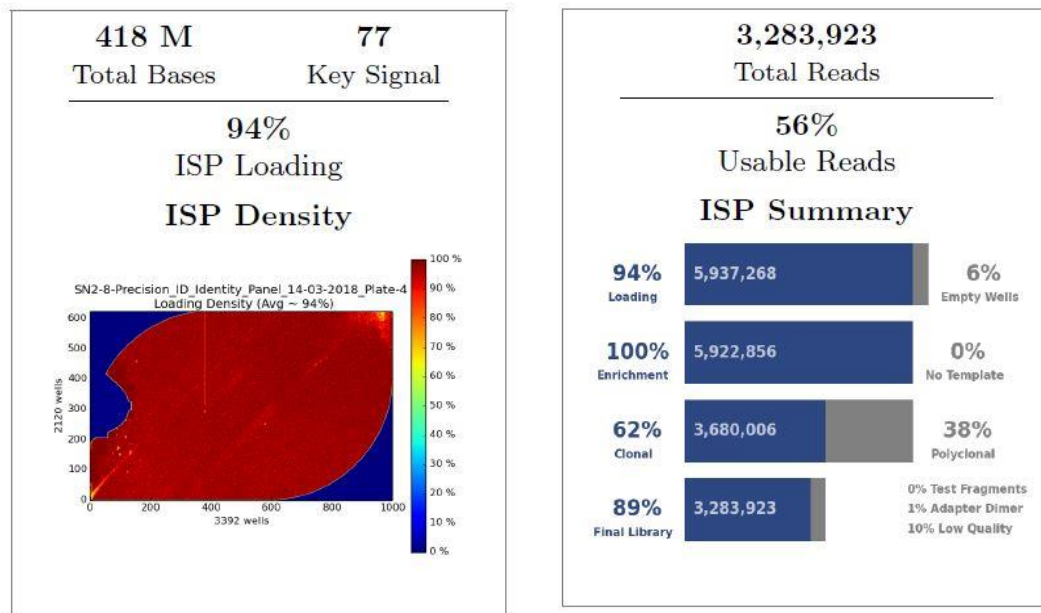 418 M
Total Bases
77
Key Signal
94%
ISP Loading
ISP Density
SN2-8-Precision_ID_Identity_Panel_14-03-2018_Plate-4
Loading Density (Avg ~ 94%)
2120 wells
600
500
400
300
200
100
0
0
200
400
600
800
1000
3392 wells
100 %
90 %
80 %
70 %
60 %
50 %
40 %
30 %
20 %
10 %
0 %
3,283,923
Total Reads
56%
Usable Reads
ISP Summary
94%
Loading
5,937,268
6%
Empty Wells
100%
Enrichment
5,922,856
0%
No Template
62%
Clonal
3,680,006
38%
Polyclonal
89%
Final Library
3,283,923
0% Test Fragments
1% Adapter Dimer
10% Low Quality